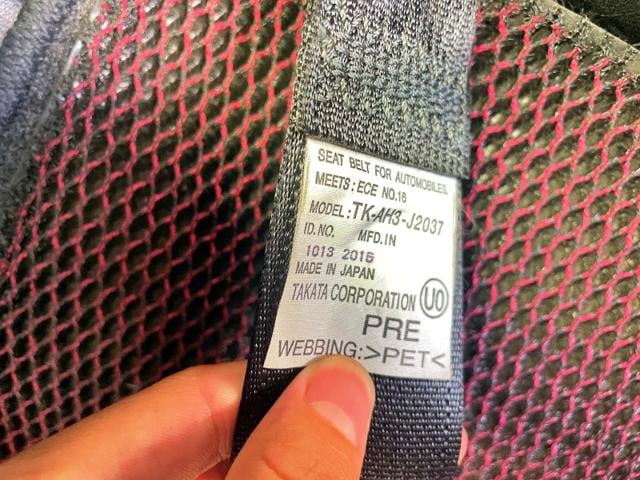 SEAT BELT FOR AUTOMOBILES.
MEETS; ECE NO.16
MODEL:TK-AH3-J2037
ID.NO. MFD.IN
1013 2015
MADE IN JAPAN
TAKATA CORPORATION UO
PRE
WEBBING:>PET<